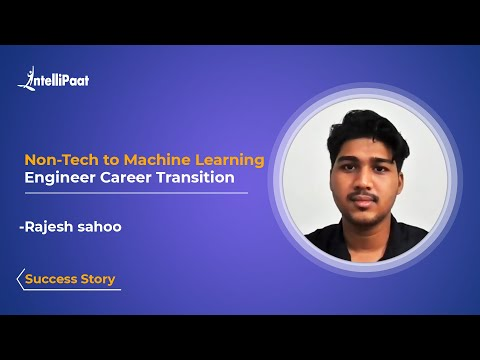 IntelliPaat
Non-Tech to Machine Learning
Engineer Career Transition
-Rajesh sahoo
Success Story